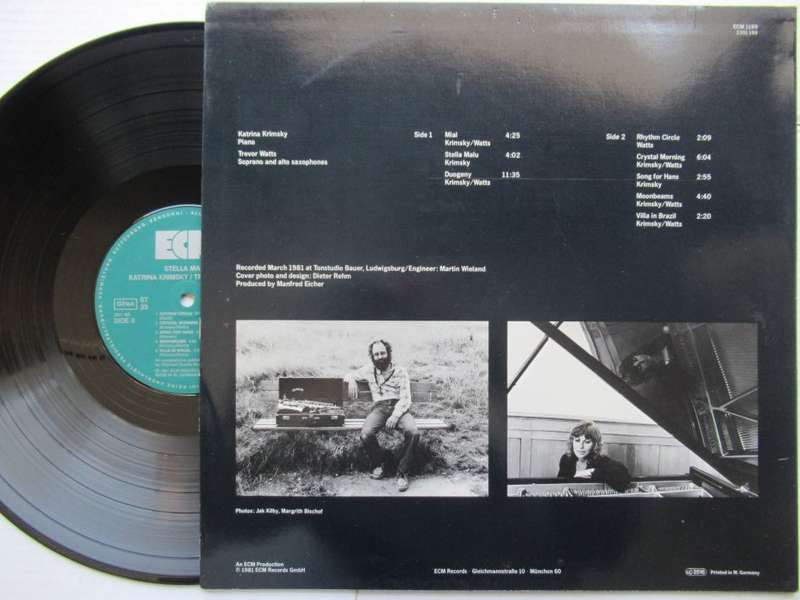 ECM 1199
2301 199
Katrina Krimsky
Piano
Trevor Watts
Soprano and alto saxophones
Side 1
Mial 4:25
Krimsky/Watts
Stella Malu 4:02
Krimsky
Duogeny 11:35
Krimsky/Watts
Side 2
Rhythm Circle 2:09
Watts
Crystal Morning 6:04
Krimsky/Watts
Song for Hans 2:55
Krimsky
Moonbeams 4:40
Krimsky/Watts
Villa in Brazil 2:20
Krimsky/Watts
Recorded March 1981 at Tonstudio Bauer, Ludwigsburg/Engineer: Martin Wieland
Cover photo and design: Dieter Rehm
Produced by Manfred Eicher
Photos: Jak Kilby, Margrith Bischof
An ECM Production
℗ 1981 ECM Records GmbH
ECM Records · Gleichmannstraße 10 · München 60
Printed in W. Germany
ECM
STELLA MA
KATRINA KRIMSKY / T
GEMA
ST
33